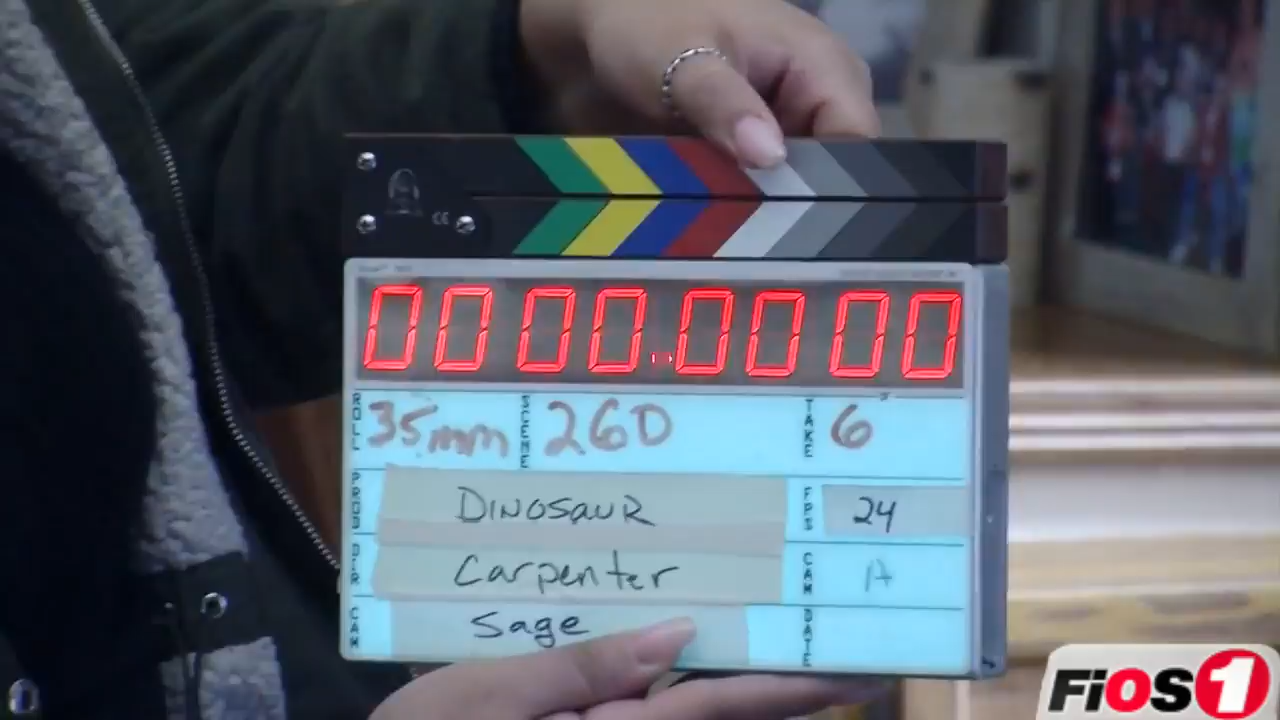 CE
0000.0000
ROLL 35mm SCENE 26D TAKE 6
PROD DINOSAUR FPS 24
DIR Carpenter CAM A
CAM Sage DATE
FiOS1